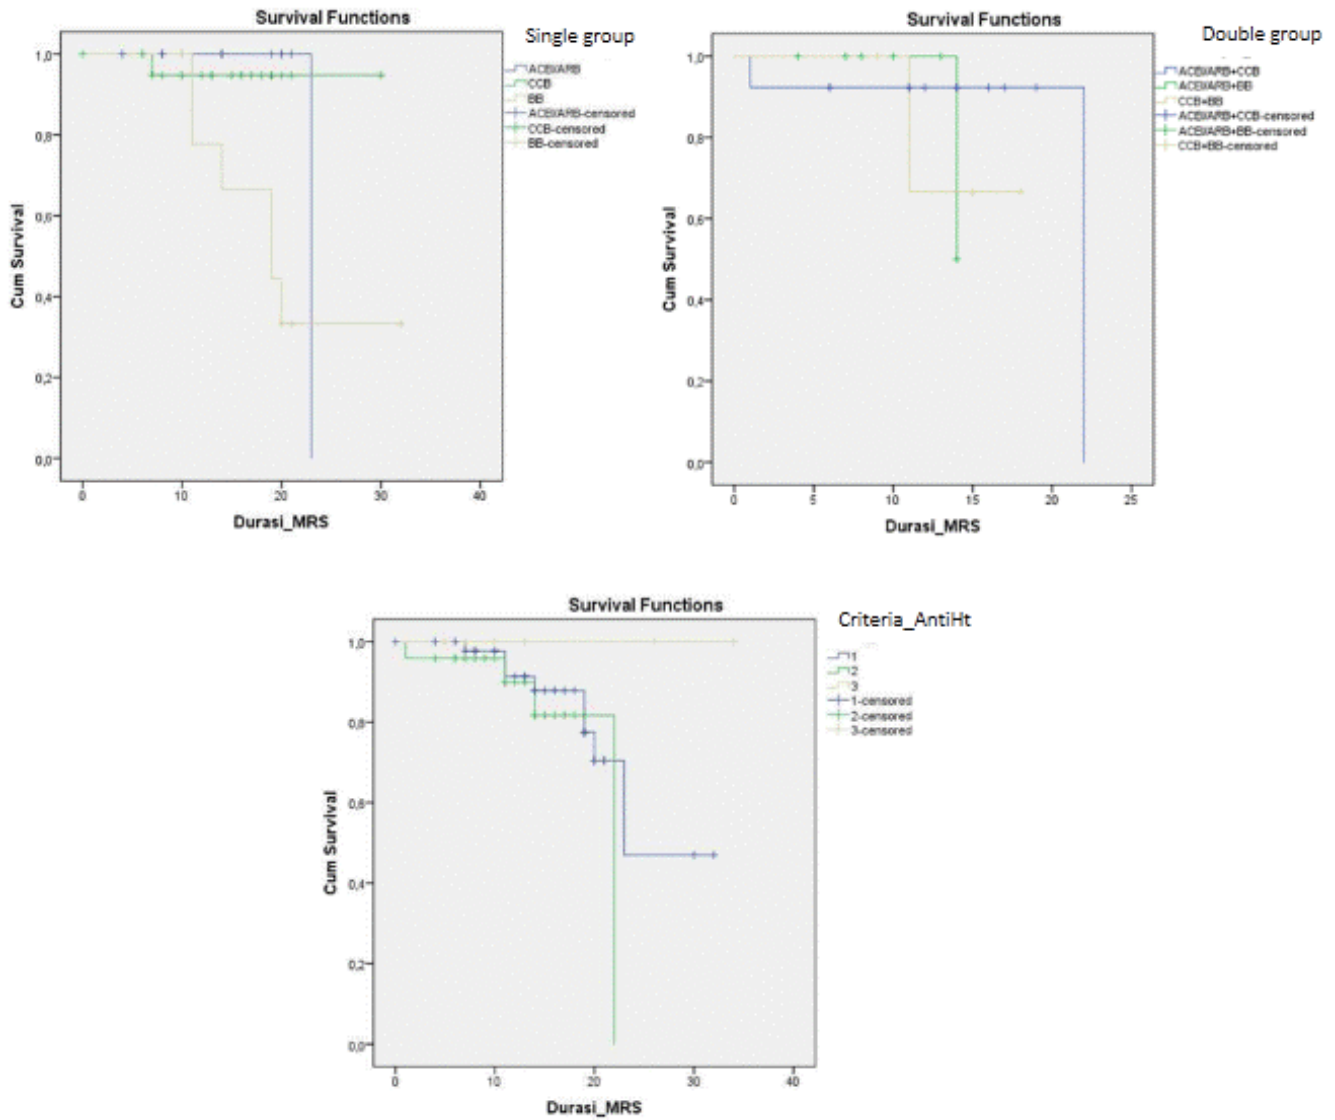 Survival Functions
Single group
ACEI/ARB
CCB
BB
ACEI/ARB-censored
CCB-censored
BB-censored
1,0
0,8
0,6
0,4
0,2
0,0
Cum Survival
0 10 20 30 40
Durasi_MRS
Survival Functions
Double group
ACEI/ARB+CCB
ACEI/ARB+BB
CCB+BB
ACEI/ARB+CCB-censored
ACEI/ARB+BB-censored
CCB+BB-censored
1,0
0,8
0,6
0,4
0,2
0,0
Cum Survival
0 5 10 15 20 25
Durasi_MRS
Survival Functions
Criteria_AntiHt
1
2
3
1-censored
2-censored
3-censored
1,0
0,8
0,6
0,4
0,2
0,0
Cum Survival
0 10 20 30 40
Durasi_MRS